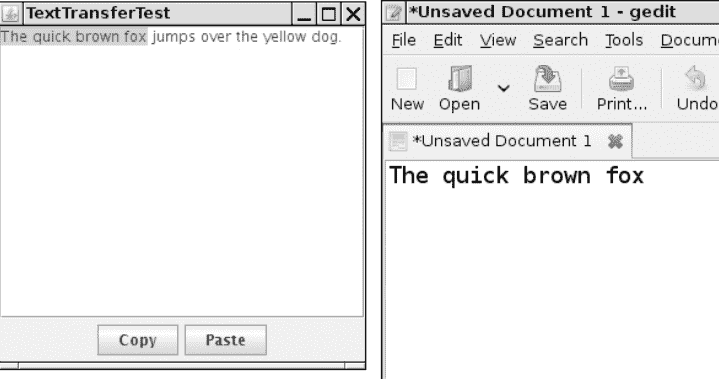 TextTransferTest
The quick brown fox jumps over the yellow dog.
Copy Paste
*Unsaved Document 1 - gedit
File Edit View Search Tools Docum
New Open Save Print... Undo
*Unsaved Document 1
The quick brown fox